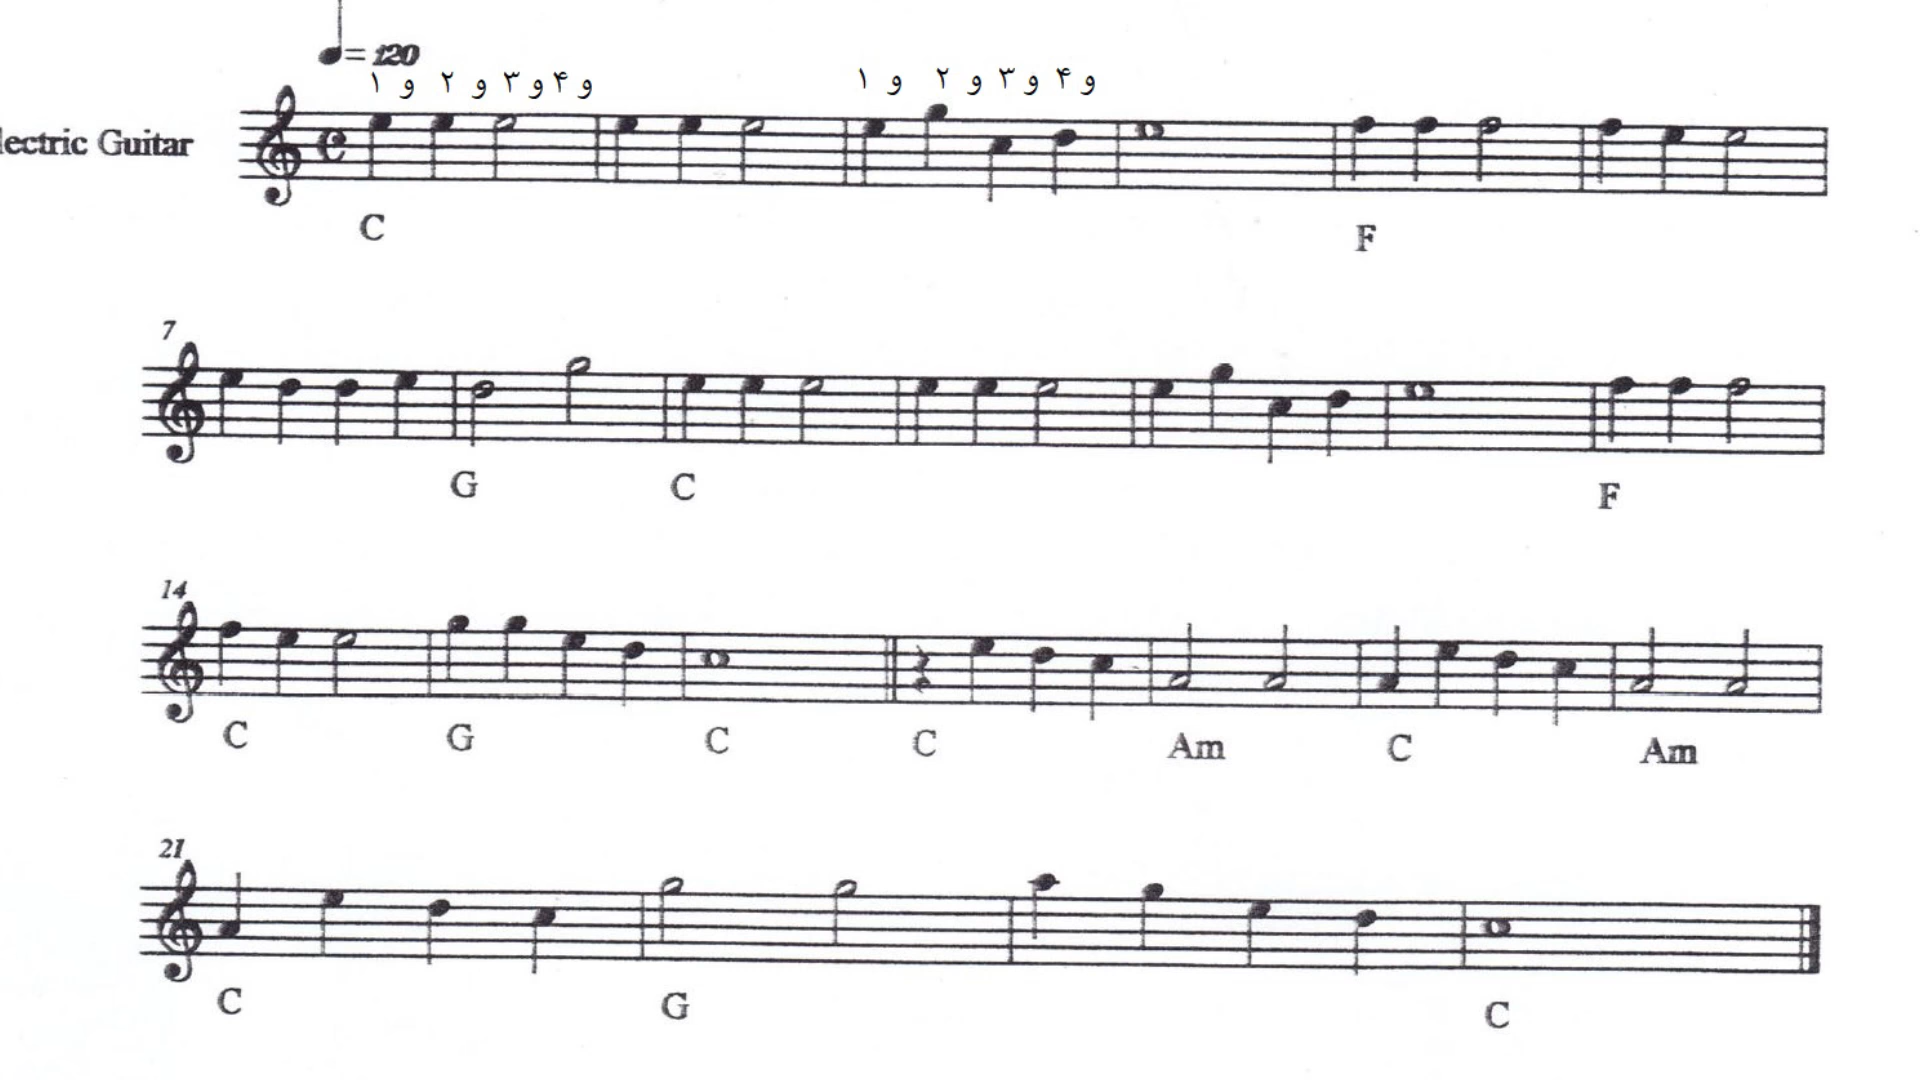 = 120
۱ و ۲ و ۳ و ۴ و ۱ و ۲ و ۳ و ۴ و
lectric Guitar
C F
7
G C F
14
C G C C Am C Am
21
C G C